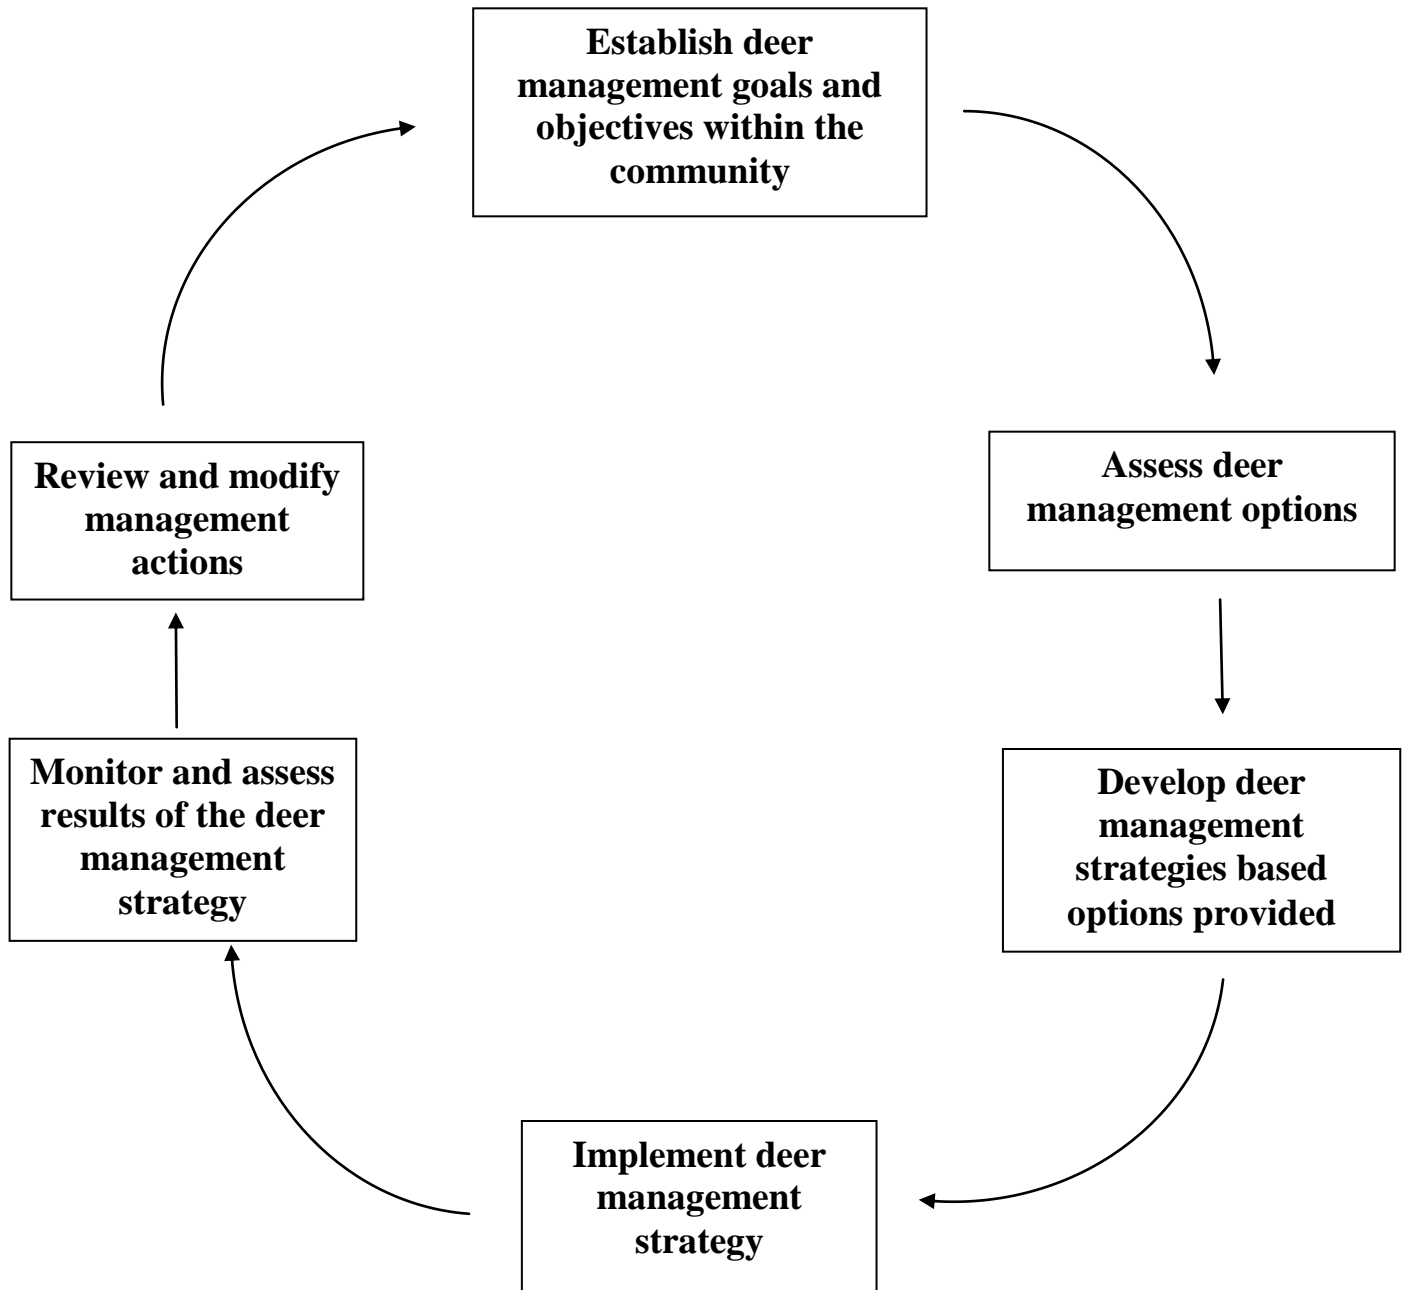 Establish deer
management goals and
objectives within the
community
Assess deer
management options
Develop deer
management
strategies based
options provided
Implement deer
management
strategy
Monitor and assess
results of the deer
management
strategy
Review and modify
management
actions